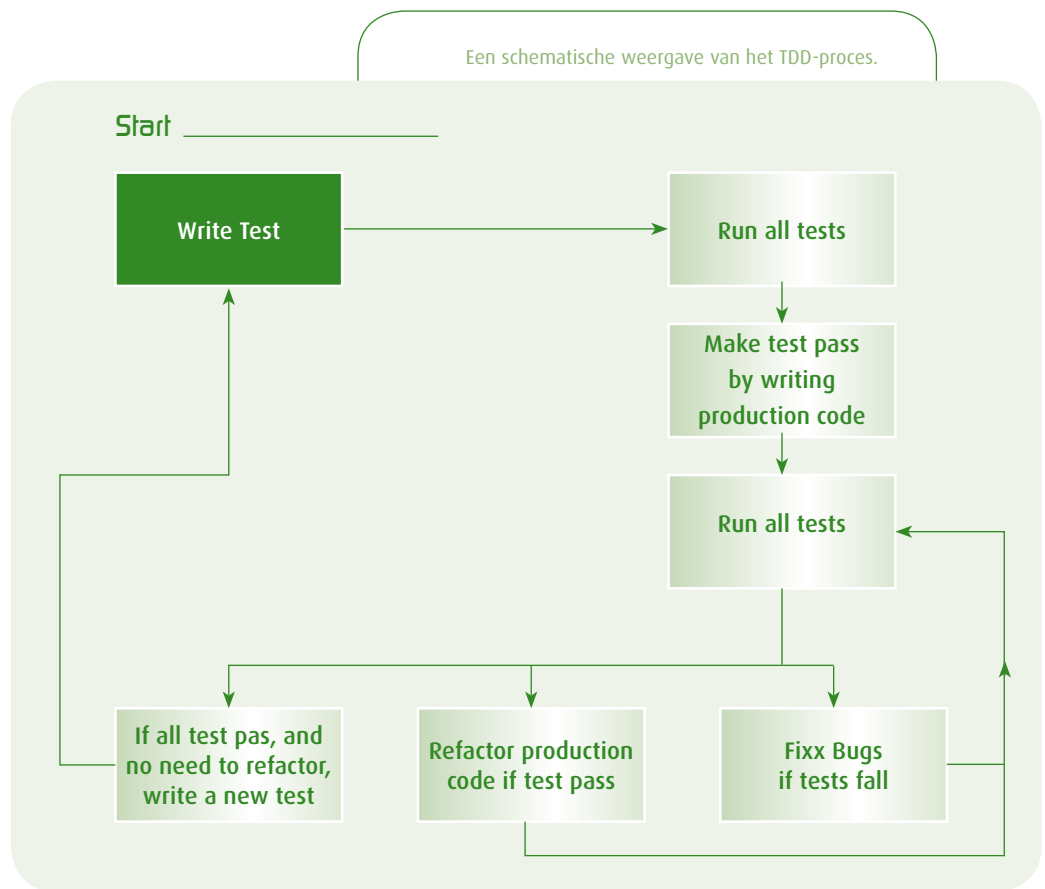 Een schematische weergave van het TDD-proces.
Start
Write Test
Run all tests
Make test pass
by writing
production code
Run all tests
If all test pas, and
no need to refactor,
write a new test
Refactor production
code if test pass
Fixx Bugs
if tests fall